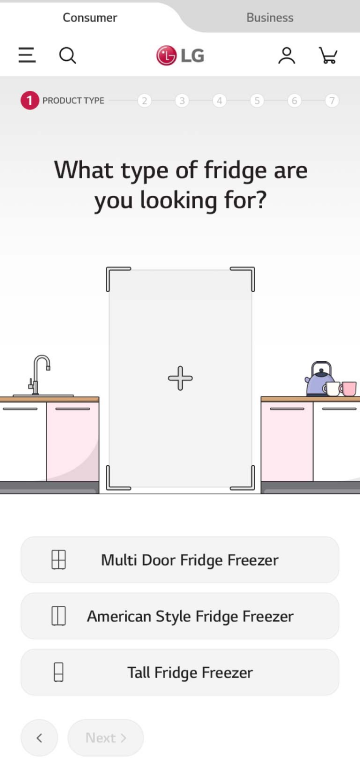 Consumer
Business
LG
1 PRODUCT TYPE 2 3 4 5 6 7
What type of fridge are
you looking for?
Multi Door Fridge Freezer
American Style Fridge Freezer
Tall Fridge Freezer
Next